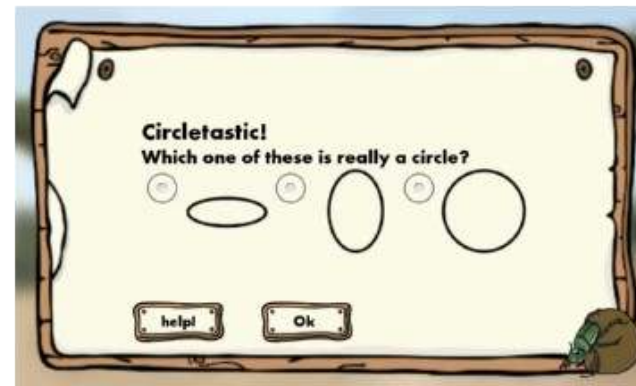 Circletastic!
Which one of these is really a circle?
help!
Ok